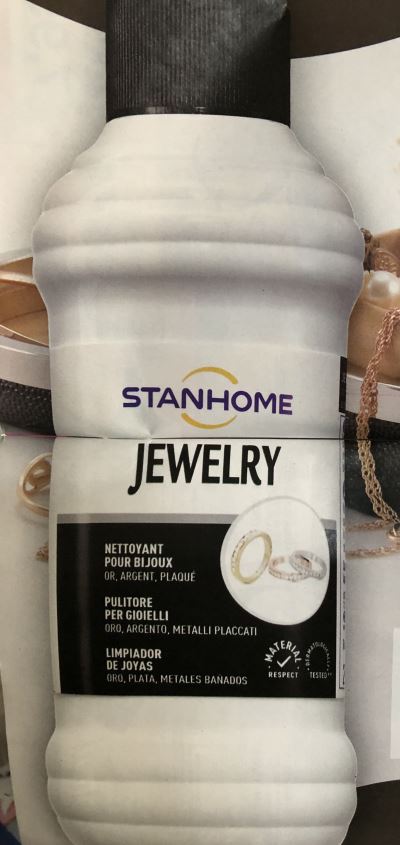 STANHOME
JEWELRY
NETTOYANT
POUR BIJOUX
OR, ARGENT, PLAQUÉ
PULITORE
PER GIOIELLI
ORO, ARGENTO, METALLI PLACCATI
LIMPIADOR
DE JOYAS
ORO, PLATA, METALES BAÑADOS
MATERIAL
RESPECT
DERMATOLOGICALLY
TESTED**